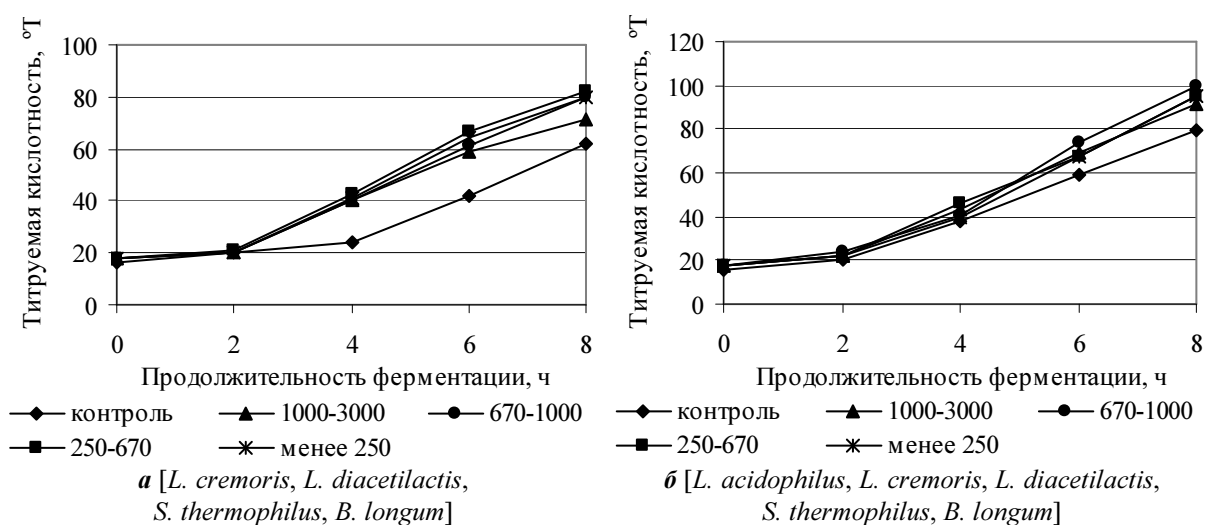 Титруемая кислотность, ºТ
100
80
60
40
20
0
0 2 4 6 8
Продолжительность ферментации, ч
контроль 1000-3000 670-1000
250-670 менее 250
а [L. cremoris, L. diacetilactis,
S. thermophilus, B. longum]
Титруемая кислотность, ºТ
120
100
80
60
40
20
0
0 2 4 6 8
Продолжительность ферментации, ч
контроль 1000-3000 670-1000
250-670 менее 250
б [L. acidophilus, L. cremoris, L. diacetilactis,
S. thermophilus, B. longum]